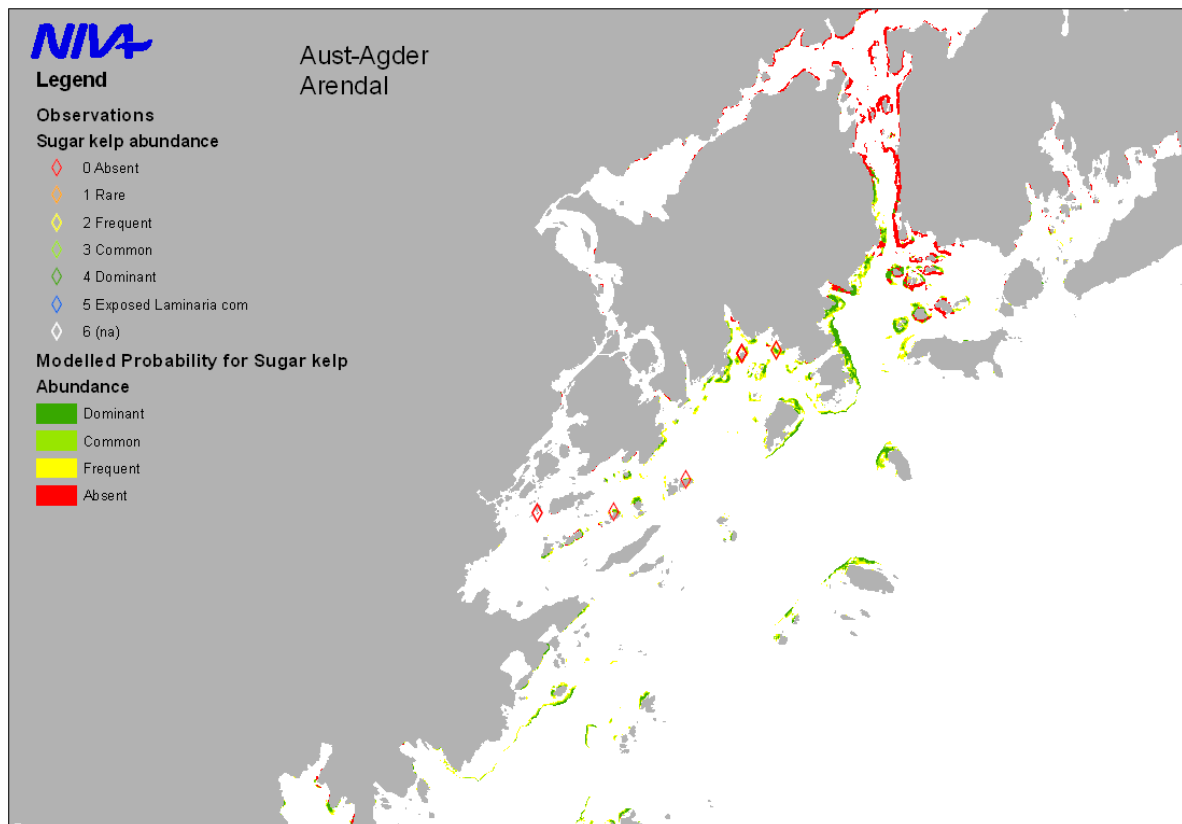 NIVA
Aust-Agder
Arendal
Legend
Observations
Sugar kelp abundance
0 Absent
1 Rare
2 Frequent
3 Common
4 Dominant
5 Exposed Laminaria com
6 (na)
Modelled Probability for Sugar kelp
Abundance
Dominant
Common
Frequent
Absent